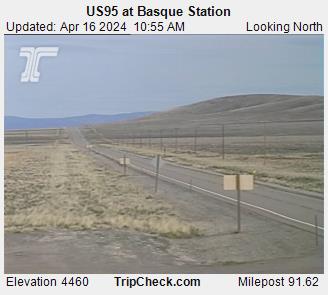 US95 at Basque Station
Updated: Apr 16 2024 10:55 AM Looking North
Elevation 4460 TripCheck.com Milepost 91.62